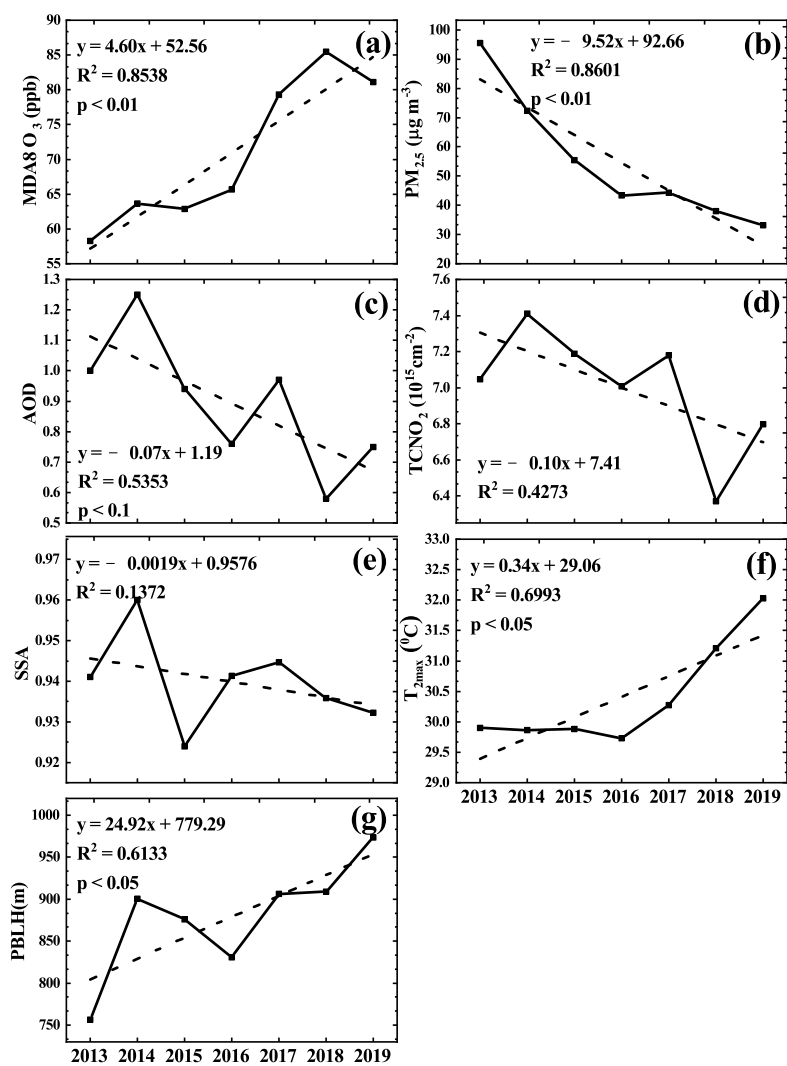 (a)
y = 4.60x + 52.56
R² = 0.8538
p < 0.01
MDA8 O₃ (ppb)
90
85
80
75
70
65
60
55
(b)
y = − 9.52x + 92.66
R² = 0.8601
p < 0.01
PM₂.₅ (μg m⁻³)
100
90
80
70
60
50
40
30
20
(c)
y = − 0.07x + 1.19
R² = 0.5353
p < 0.1
AOD
1.3
1.2
1.1
1.0
0.9
0.8
0.7
0.6
0.5
(d)
y = − 0.10x + 7.41
R² = 0.4273
TCNO₂ (10¹⁵cm⁻²)
7.6
7.4
7.2
7.0
6.8
6.6
6.4
(e)
y = − 0.0019x + 0.9576
R² = 0.1372
SSA
0.97
0.96
0.95
0.94
0.93
0.92
(f)
y = 0.34x + 29.06
R² = 0.6993
p < 0.05
T₂ₘₐₓ (⁰C)
33.0
32.5
32.0
31.5
31.0
30.5
30.0
29.5
29.0
2013 2014 2015 2016 2017 2018 2019
(g)
y = 24.92x + 779.29
R² = 0.6133
p < 0.05
PBLH(m)
1000
950
900
850
800
750
2013 2014 2015 2016 2017 2018 2019